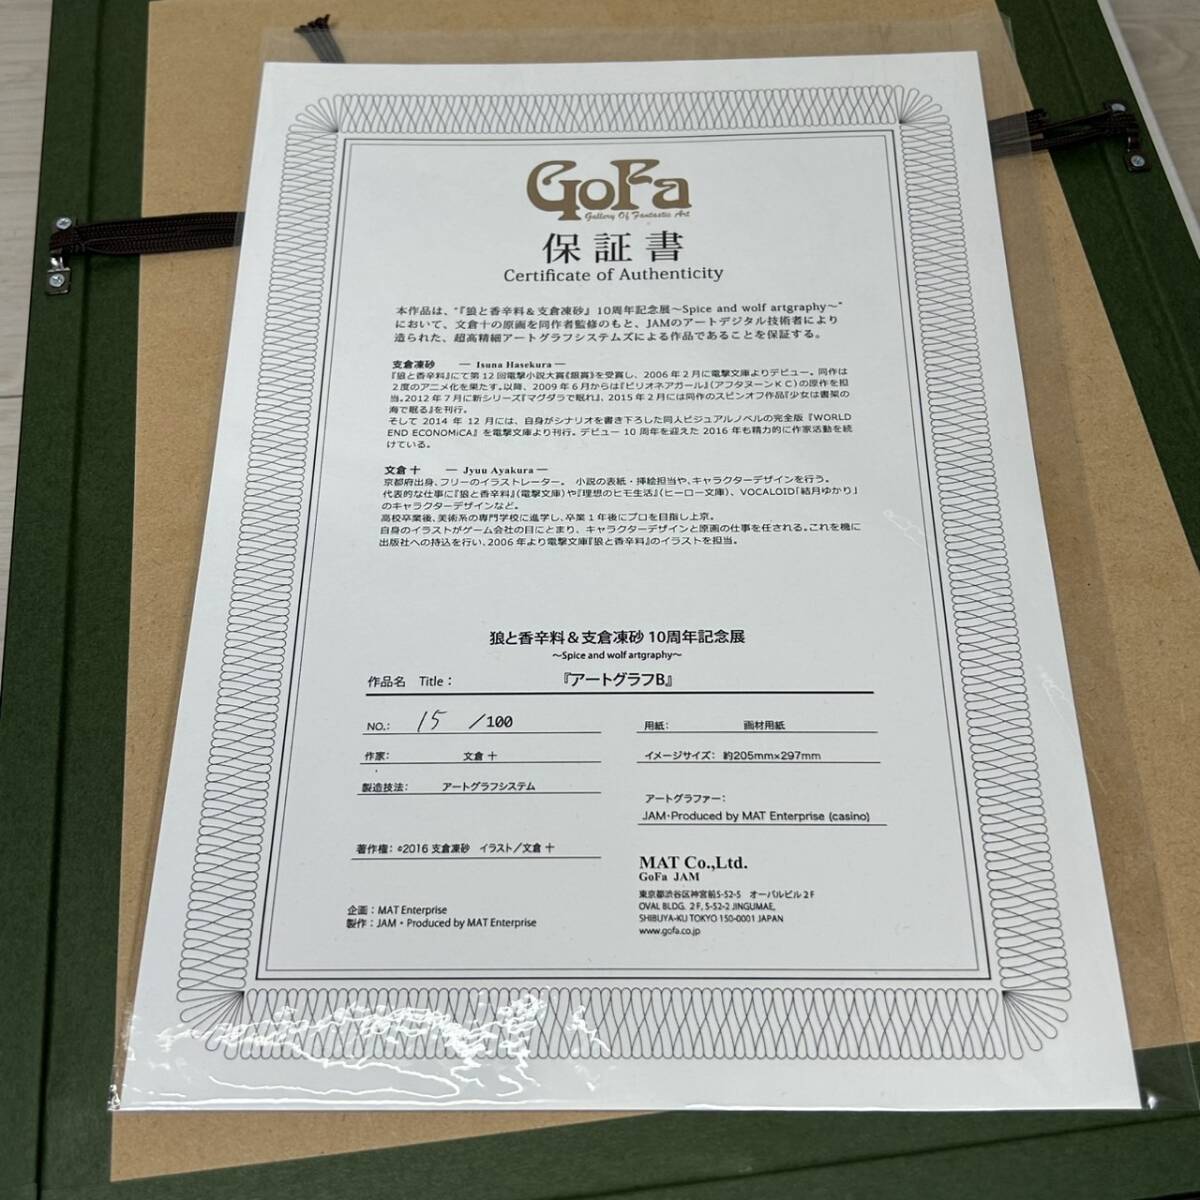 GoFa
Gallery Of Fantastic Art
保証書
Certificate of Authenticity
本作品は、"『狼と香辛料＆支倉凍砂』10周年記念展～Spice and wolf artgraphy～"
において、文倉十の原画を同作者監修のもと、JAMのアートデジタル技術者により
造られた、超高精細アートグラフシステムズによる作品であることを保証する。
支倉凍砂 ― Isuna Hasekura ―
『狼と香辛料』にて第12回電撃小説大賞《銀賞》を受賞し、2006年2月に電撃文庫よりデビュー。同作は
2度のアニメ化を果たす。以降、2009年6月からは『ビリオネアガール』(アフタヌーンKC)の原作を担
当。2012年7月に新シリーズ『マグダラで眠れ』、2015年2月には同作のスピンオフ作品『少女は書架の
海で眠る』を刊行。
そして2014年12月には、自身がシナリオを書き下ろした同人ビジュアルノベルの完全版『WORLD
END ECONOMiCA』を電撃文庫より刊行。デビュー10周年を迎えた2016年も精力的に作家活動を続
けている。
文倉十 ― Jyuu Ayakura ―
京都府出身、フリーのイラストレーター。 小説の表紙・挿絵担当や、キャラクターデザインを行う。
代表的な仕事に『狼と香辛料』(電撃文庫)や『理想のヒモ生活』(ヒーロー文庫)、VOCALOID「結月ゆかり」
のキャラクターデザインなど。
高校卒業後、美術系の専門学校に進学し、卒業1年後にプロを目指し上京。
自身のイラストがゲーム会社の目にとまり、キャラクターデザインと原画の仕事を任される。これを機に
出版社への持込を行い、2006年より電撃文庫『狼と香辛料』のイラストを担当。
狼と香辛料＆支倉凍砂 10周年記念展
～Spice and wolf artgraphy～
作品名 Title： 『アートグラフB』
NO.: 15 /100
用紙: 画材用紙
作家: 文倉 十
イメージサイズ: 約205mm×297mm
製造技法: アートグラフシステム
アートグラファー:
JAM・Produced by MAT Enterprise (casino)
著作権: ©2016 支倉凍砂 イラスト／文倉 十
MAT Co.,Ltd.
GoFa JAM
東京都渋谷区神宮前5-52-5 オーバルビル2F
OVAL BLDG. 2F, 5-52-2 JINGUMAE,
SHIBUYA-KU TOKYO 150-0001 JAPAN
www.gofa.co.jp
企画：MAT Enterprise
製作：JAM・Produced by MAT Enterprise